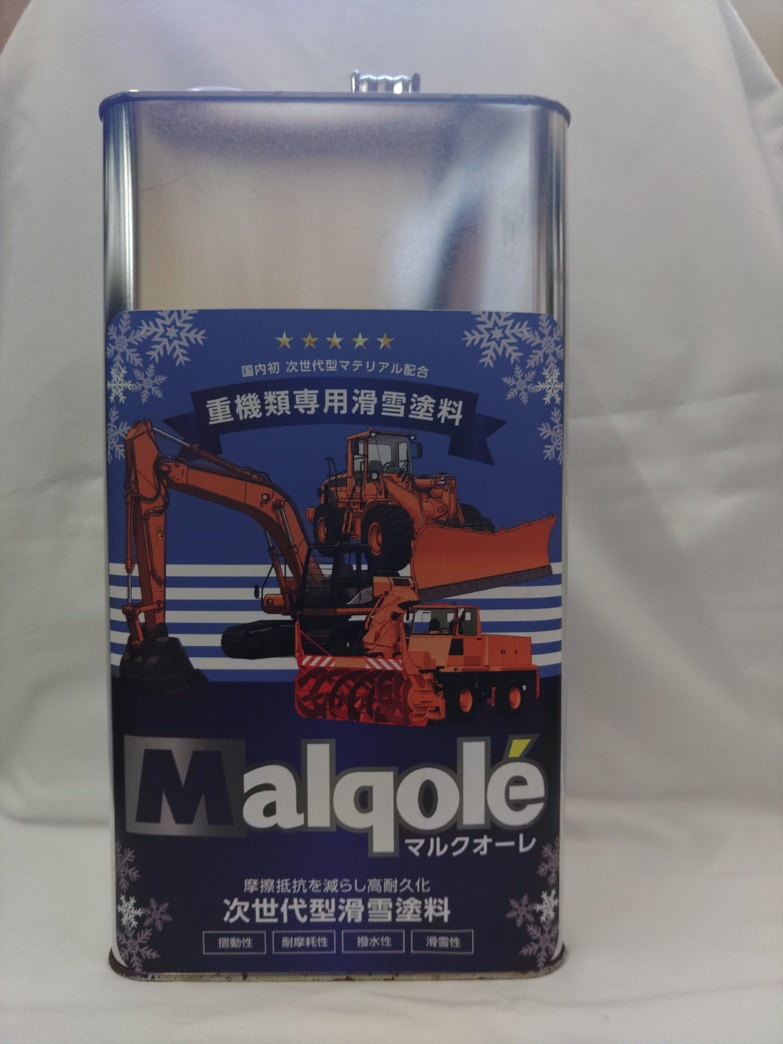 国内初 次世代型マテリアル配合
重機類専用滑雪塗料
Malqolé
マルクオーレ
摩擦抵抗を減らし高耐久化
次世代型滑雪塗料
摺動性 耐摩耗性 撥水性 滑雪性